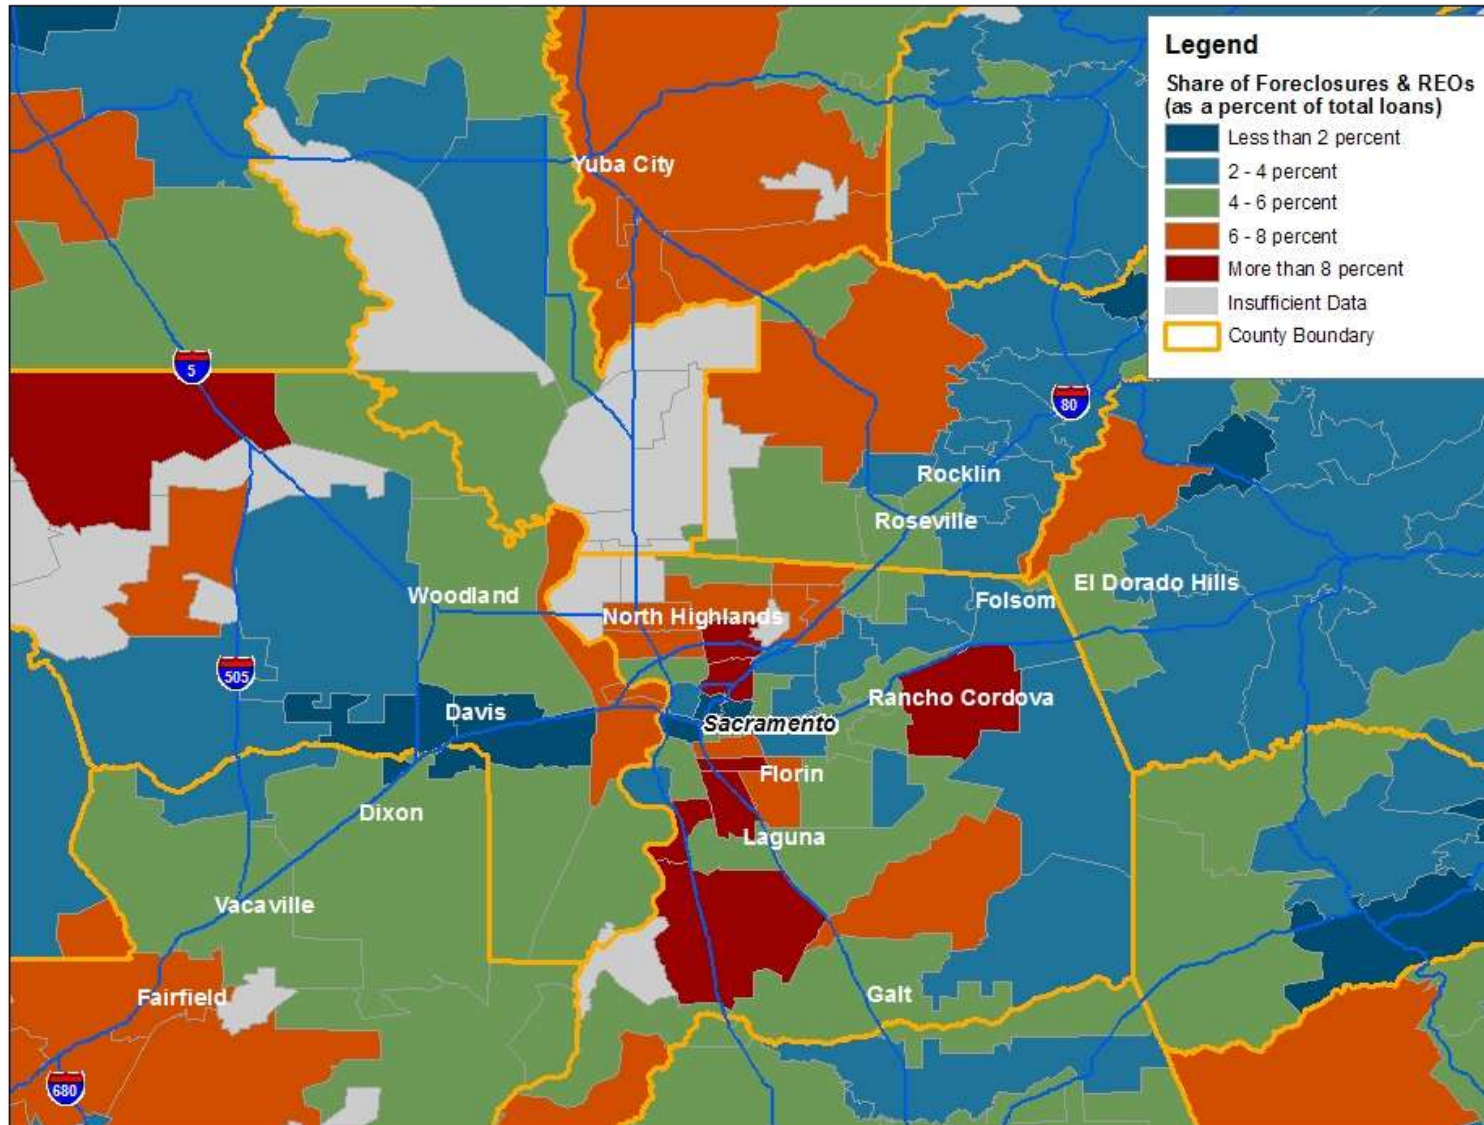 Legend
Share of Foreclosures & REOs
(as a percent of total loans)
Less than 2 percent
2 - 4 percent
4 - 6 percent
6 - 8 percent
More than 8 percent
Insufficient Data
County Boundary
Yuba City
5
80
Rocklin
Roseville
El Dorado Hills
Woodland
Folsom
North Highlands
505
Rancho Cordova
Davis
Sacramento
Florin
Dixon
Laguna
Vacaville
Fairfield
Galt
680